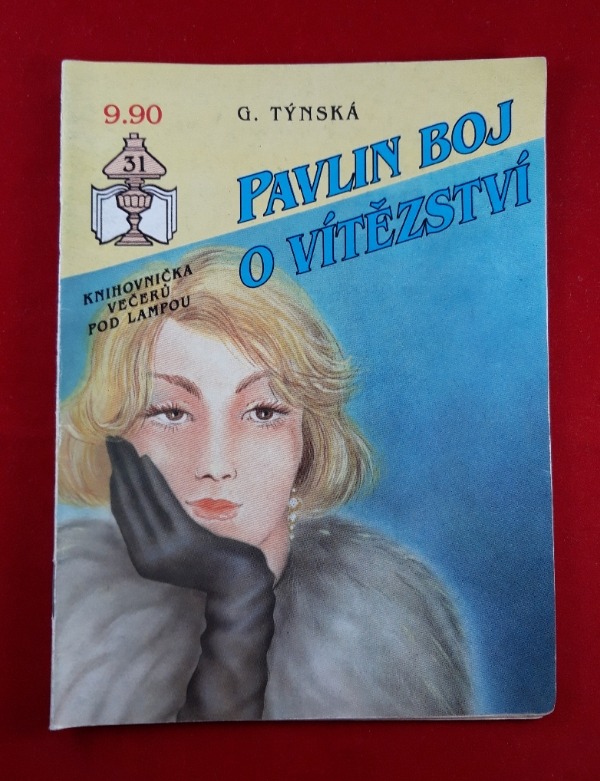 9.90
31
G. TÝNSKÁ
PAVLIN BOJ
O VÍTĚZSTVÍ
KNIHOVNIČKA
VEČERŮ
POD LAMPOU